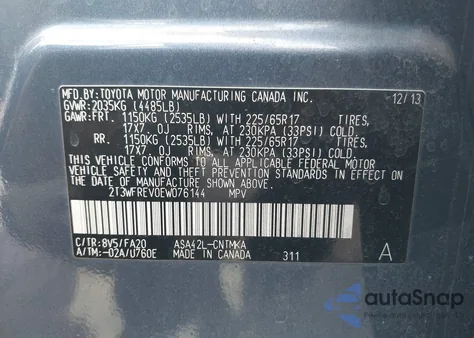 MFD.BY:TOYOTA MOTOR MANUFACTURING CANADA INC. 12/13
GVWR:2035KG (4485LB)
GAWR:FRT. 1150KG (2535LB) WITH 225/65R17 TIRES,
17X7. 0J RIMS, AT 230KPA (33PSI) COLD.
RR. 1150KG (2535LB) WITH 225/65R17 TIRES,
17X7. 0J RIMS, AT 230KPA (33PSI) COLD.
THIS VEHICLE CONFORMS TO ALL APPLICABLE FEDERAL MOTOR
VEHICLE SAFETY AND THEFT PREVENTION STANDARDS IN EFFECT
ON THE DATE OF MANUFACTURE SHOWN ABOVE.
2T3WFREV0EW076144 MPV
C/TR:8V5/FA20 ASA42L-CNTMKA
A/TM:-02A/U760E MADE IN CANADA 311 A
autoSnap
POWERED BY